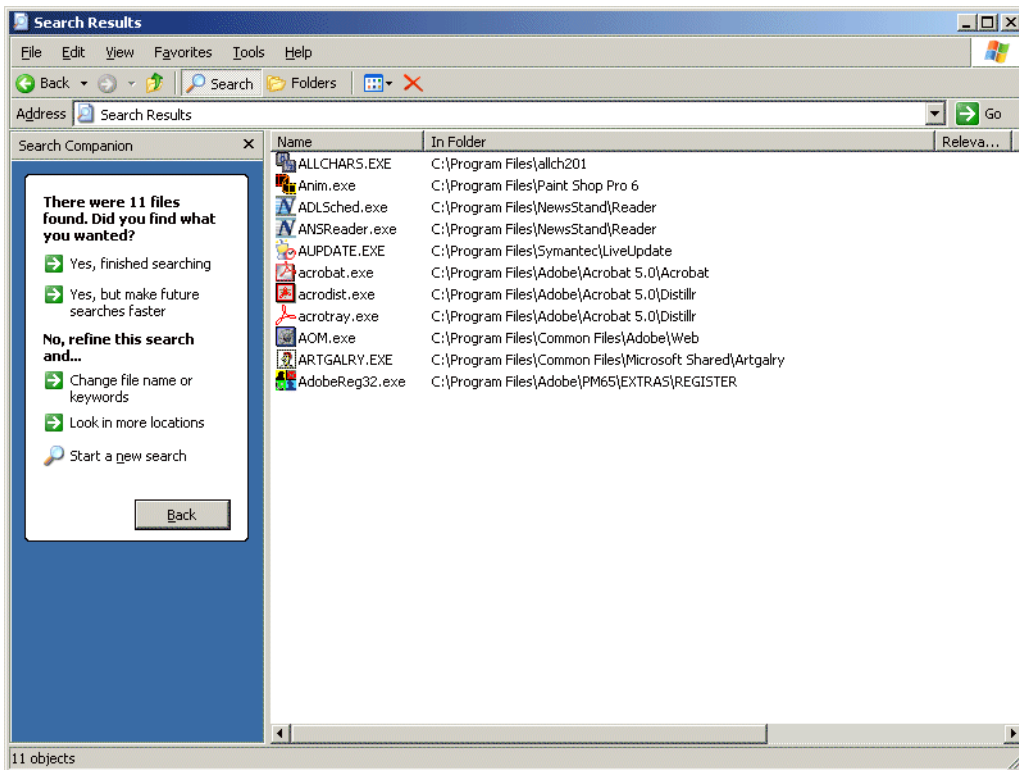 Search Results
File Edit View Favorites Tools Help
Back Search Folders
Address Search Results Go
Search Companion
There were 11 files
found. Did you find what
you wanted?
Yes, finished searching
Yes, but make future
searches faster
No, refine this search
and...
Change file name or
keywords
Look in more locations
Start a new search
Back
Name In Folder Releva...
ALLCHARS.EXE C:\Program Files\allch201
Anim.exe C:\Program Files\Paint Shop Pro 6
ADLSched.exe C:\Program Files\NewsStand\Reader
ANSReader.exe C:\Program Files\NewsStand\Reader
AUPDATE.EXE C:\Program Files\Symantec\LiveUpdate
acrobat.exe C:\Program Files\Adobe\Acrobat 5.0\Acrobat
acrodist.exe C:\Program Files\Adobe\Acrobat 5.0\Distillr
acrotray.exe C:\Program Files\Adobe\Acrobat 5.0\Distillr
AOM.exe C:\Program Files\Common Files\Adobe\Web
ARTGALRY.EXE C:\Program Files\Common Files\Microsoft Shared\Artgalry
AdobeReg32.exe C:\Program Files\Adobe\PM65\EXTRAS\REGISTER
11 objects